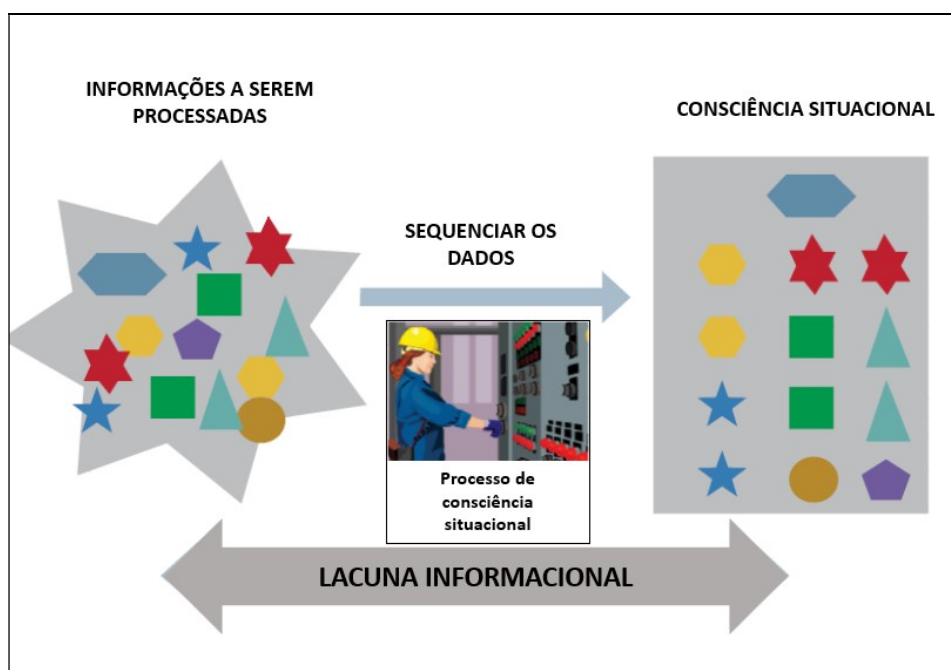 INFORMAÇÕES A SEREM
PROCESSADAS
CONSCIÊNCIA SITUACIONAL
SEQUENCIAR OS
DADOS
Processo de
consciência
situacional
LACUNA INFORMACIONAL